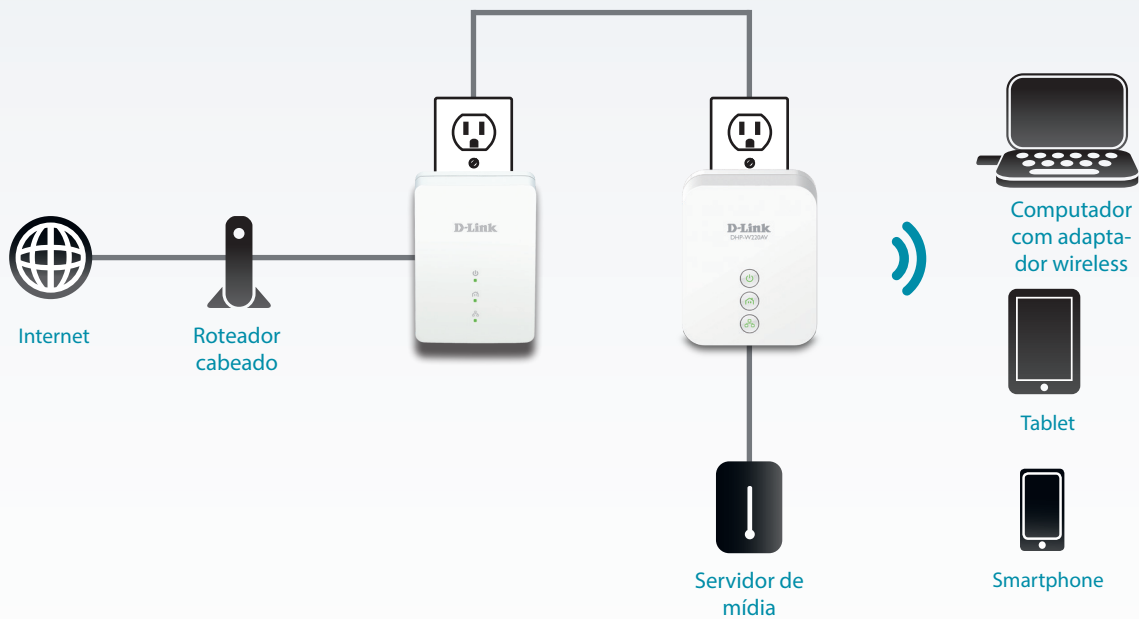 D-Link
D-Link
DHP-W220AV
Internet
Roteador
cabeado
Servidor de
mídia
Computador
com adapta-
dor wireless
Tablet
Smartphone